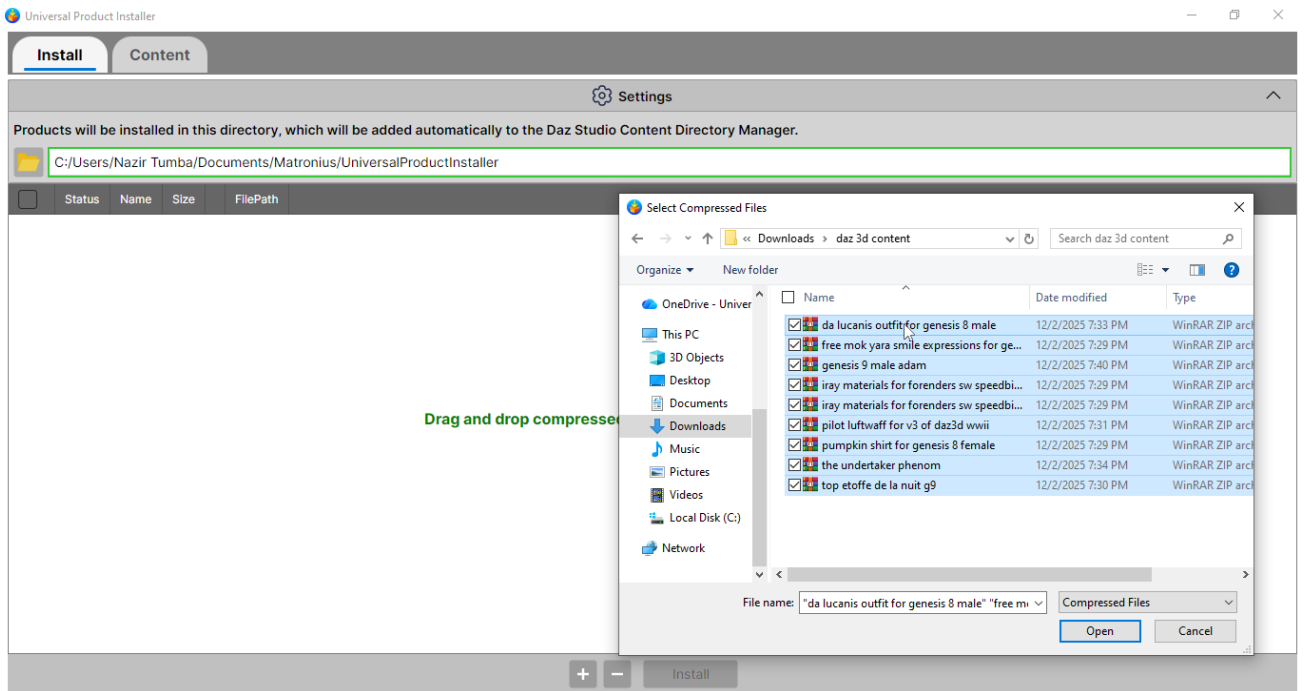 Universal Product Installer
Install Content
Settings
Products will be installed in this directory, which will be added automatically to the Daz Studio Content Directory Manager.
C:/Users/Nazir Tumba/Documents/Matronius/UniversalProductInstaller
Status Name Size FilePath
Drag and drop
Select Compressed Files
« Downloads › daz 3d content
Search daz 3d content
Organize New folder
OneDrive - Univer
This PC
3D Objects
Desktop
Documents
Downloads
Music
Pictures
Videos
Local Disk (C:)
Network
Name Date modified Type
da lucanis outfit for genesis 8 male 12/2/2025 7:33 PM WinRAR ZIP arch
free mok yara smile expressions for ge... 12/2/2025 7:29 PM WinRAR ZIP arch
genesis 9 male adam 12/2/2025 7:40 PM WinRAR ZIP arch
iray materials for forenders sw speedbi... 12/2/2025 7:29 PM WinRAR ZIP arch
iray materials for forenders sw speedbi... 12/2/2025 7:29 PM WinRAR ZIP arch
pilot luftwaff for v3 of daz3d wwii 12/2/2025 7:31 PM WinRAR ZIP arch
pumpkin shirt for genesis 8 female 12/2/2025 7:29 PM WinRAR ZIP arch
the undertaker phenom 12/2/2025 7:34 PM WinRAR ZIP arch
top etoffe de la nuit g9 12/2/2025 7:30 PM WinRAR ZIP arch
File name: "da lucanis outfit for genesis 8 male" "free
Compressed Files
Open Cancel
+ − Install